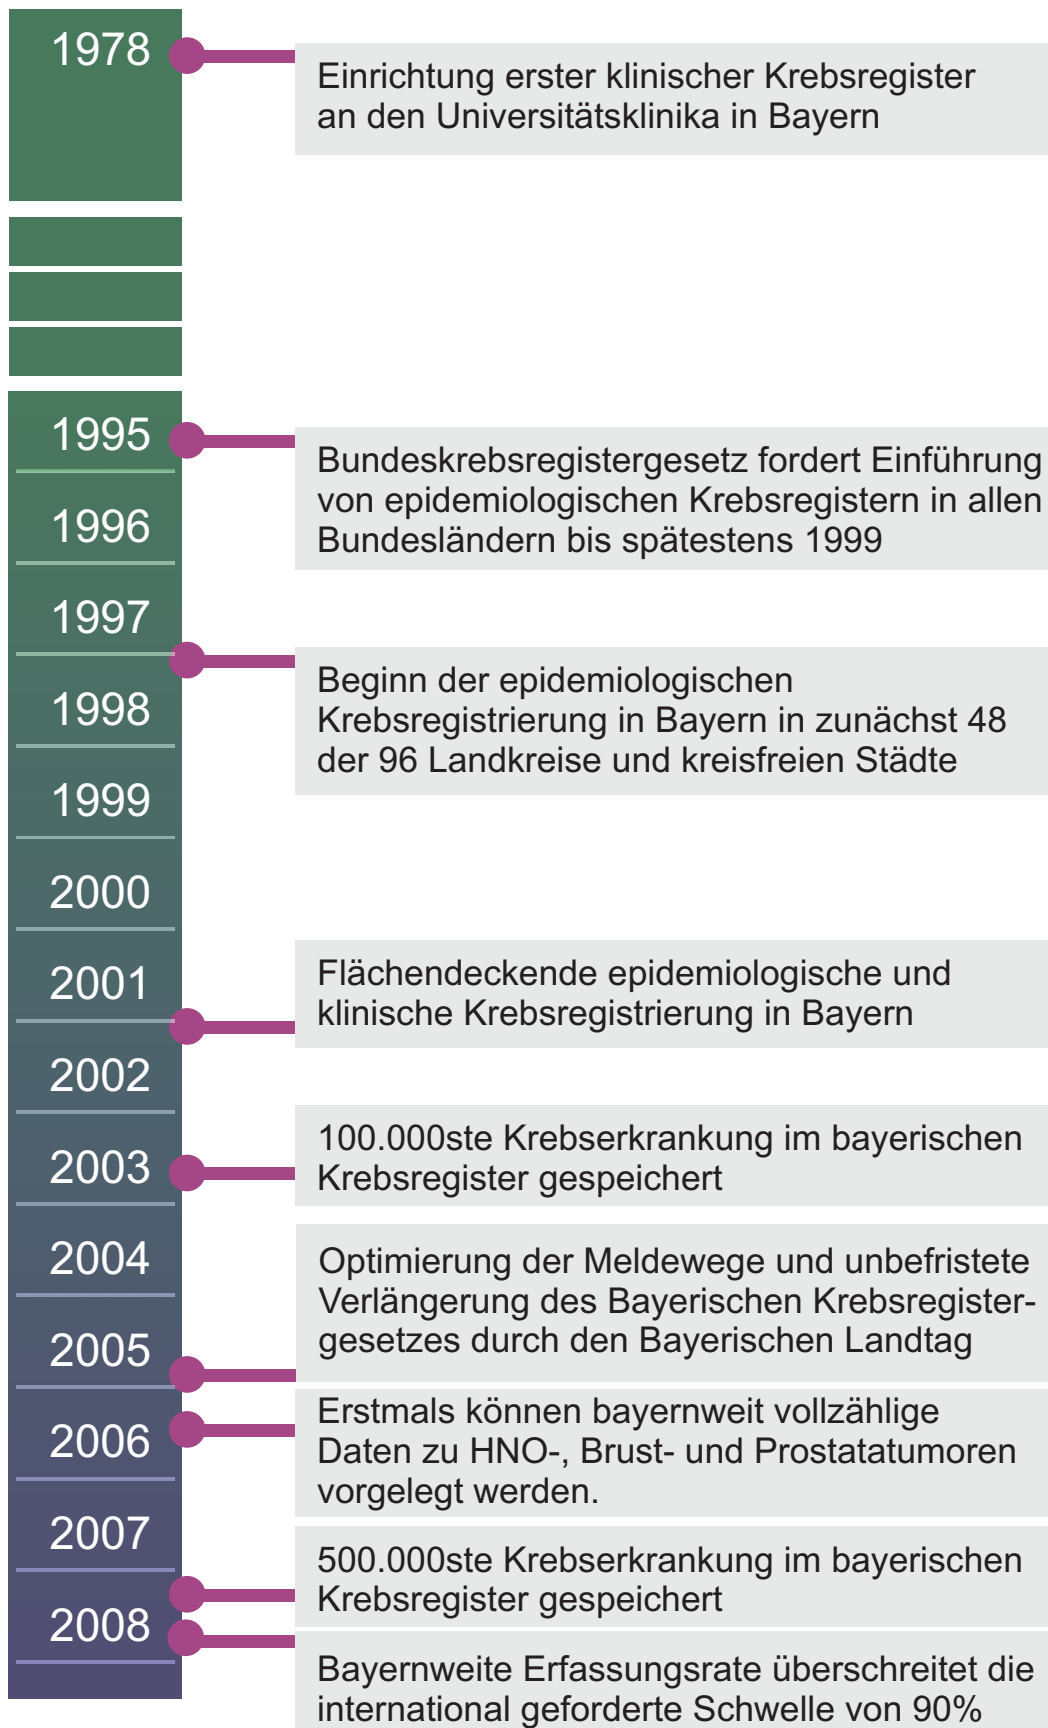 1978
Einrichtung erster klinischer Krebsregister
an den Universitätsklinika in Bayern
1995
Bundeskrebsregistergesetz fordert Einführung
von epidemiologischen Krebsregistern in allen
Bundesländern bis spätestens 1999
1996
1997
Beginn der epidemiologischen
Krebsregistrierung in Bayern in zunächst 48
der 96 Landkreise und kreisfreien Städte
1998
1999
2000
2001
Flächendeckende epidemiologische und
klinische Krebsregistrierung in Bayern
2002
2003
100.000ste Krebserkrankung im bayerischen
Krebsregister gespeichert
2004
2005
Optimierung der Meldewege und unbefristete
Verlängerung des Bayerischen Krebsregister-
gesetzes durch den Bayerischen Landtag
2006
Erstmals können bayernweit vollzählige
Daten zu HNO-, Brust- und Prostatatumoren
vorgelegt werden.
2007
500.000ste Krebserkrankung im bayerischen
Krebsregister gespeichert
2008
Bayernweite Erfassungsrate überschreitet die
international geforderte Schwelle von 90%